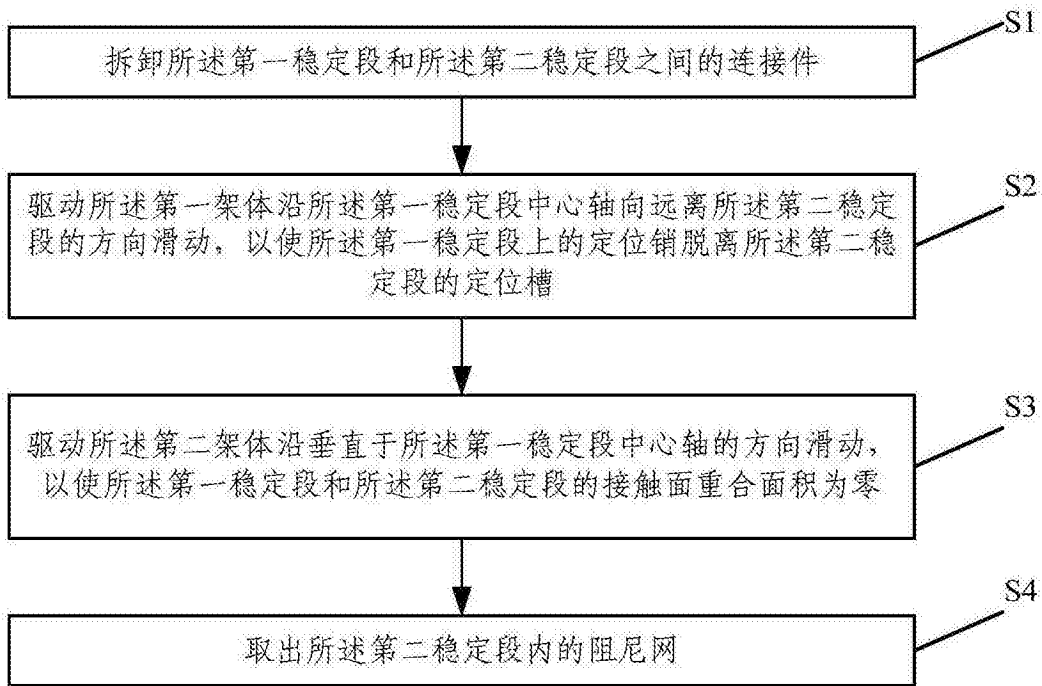 S1
拆卸所述第一稳定段和所述第二稳定段之间的连接件
S2
驱动所述第一架体沿所述第一稳定段中心轴向远离所述第二稳定
段的方向滑动，以使所述第一稳定段上的定位销脱离所述第二稳
定段的定位槽
S3
驱动所述第二架体沿垂直于所述第一稳定段中心轴的方向滑动，
以使所述第一稳定段和所述第二稳定段的接触面重合面积为零
S4
取出所述第二稳定段内的阻尼网